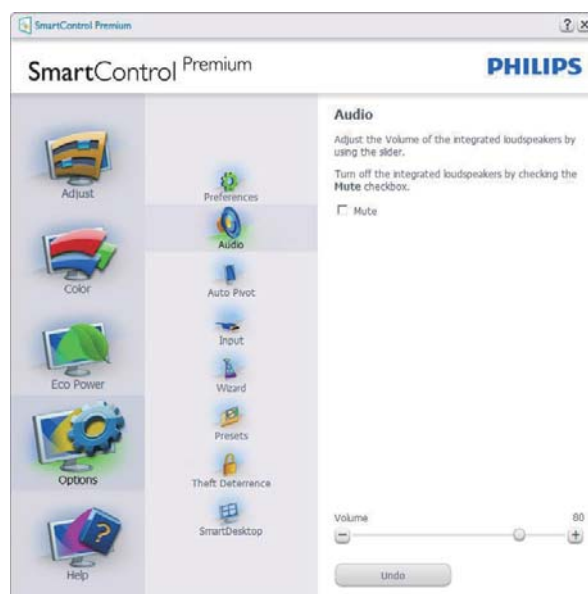 SmartControl Premium
? x
SmartControl Premium
PHILIPS
Adjust
Color
Eco Power
Options
Help
Preferences
Audio
Auto Pivot
Input
Wizard
Presets
Theft Deterrence
SmartDesktop
Audio
Adjust the Volume of the integrated loudspeakers by
using the slider.
Turn off the integrated loudspeakers by checking the
Mute checkbox.
Mute
Volume 80
Undo